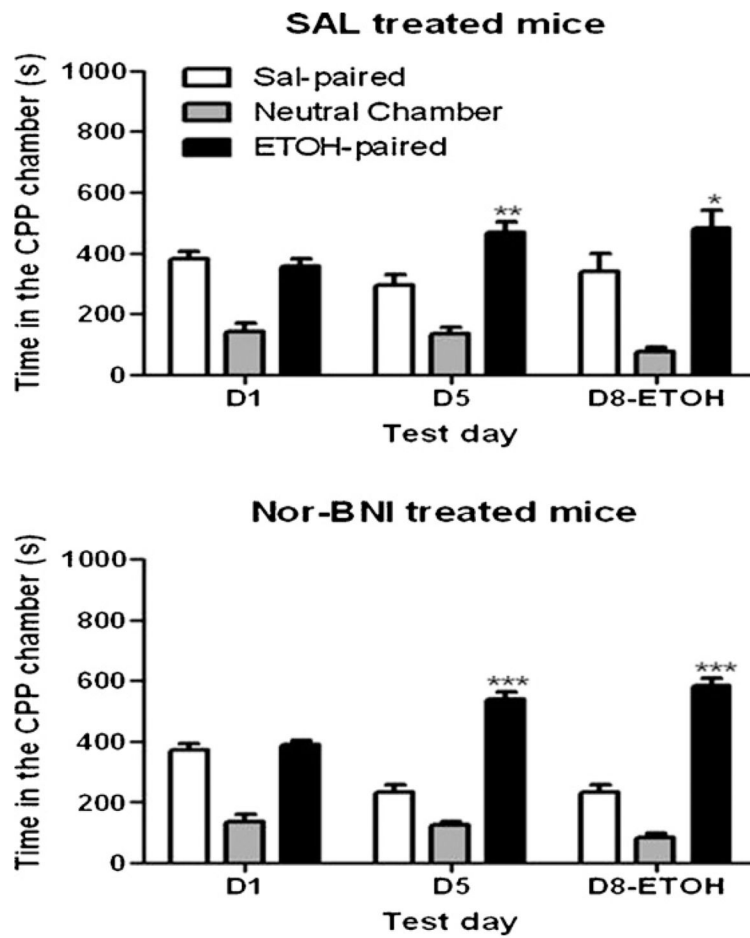 SAL treated mice
Time in the CPP chamber (s)
1000
800
600
400
200
0
Sal-paired
Neutral Chamber
ETOH-paired
**
*
D1 D5 D8-ETOH
Test day
Nor-BNI treated mice
Time in the CPP chamber (s)
1000
800
600
400
200
0
***
***
D1 D5 D8-ETOH
Test day